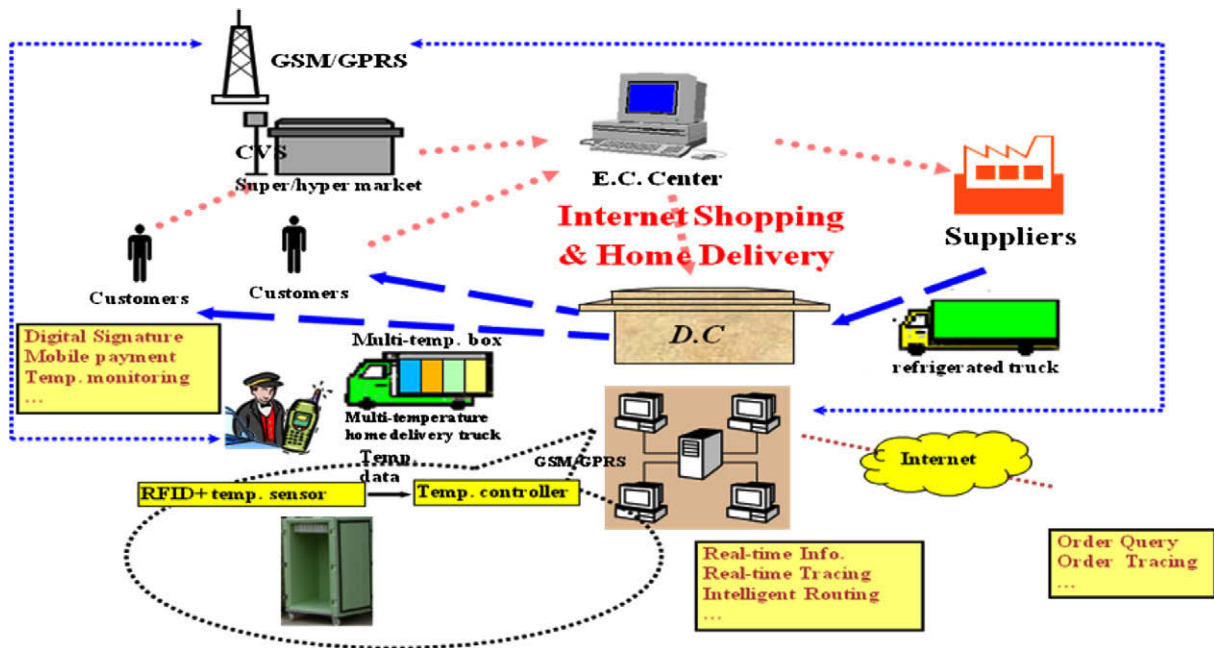 GSM/GPRS
CVS
Super/hyper market
E.C. Center
Internet Shopping
& Home Delivery
Suppliers
Customers
Customers
Digital Signature
Mobile payment
Temp. monitoring
...
Multi-temp. box
Multi-temperature
home delivery truck
D.C
refrigerated truck
Temp.
data
GSM/GPRS
RFID+ temp. sensor
Temp. controller
Internet
Real-time Info.
Real-time Tracing
Intelligent Routing
...
Order Query
Order Tracing
...